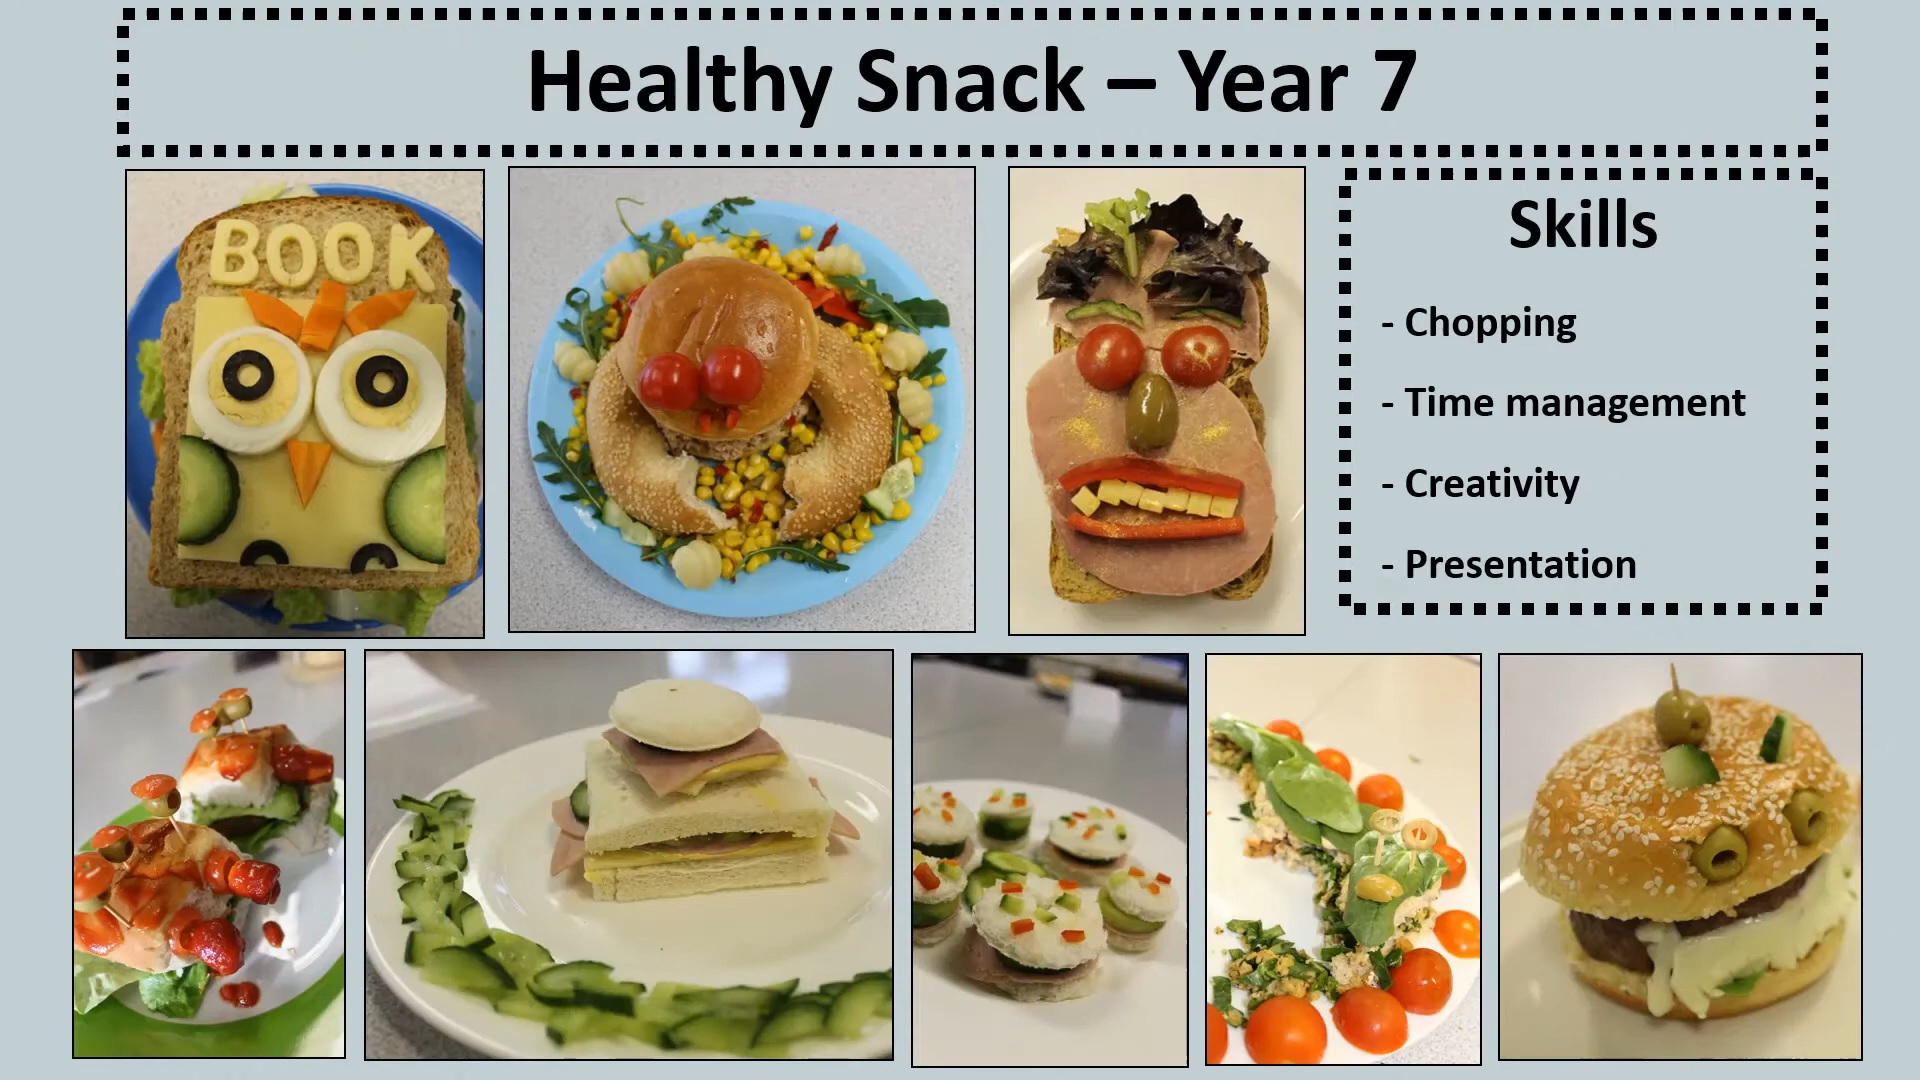 Healthy Snack – Year 7
BOOK
Skills
- Chopping
- Time management
- Creativity
- Presentation